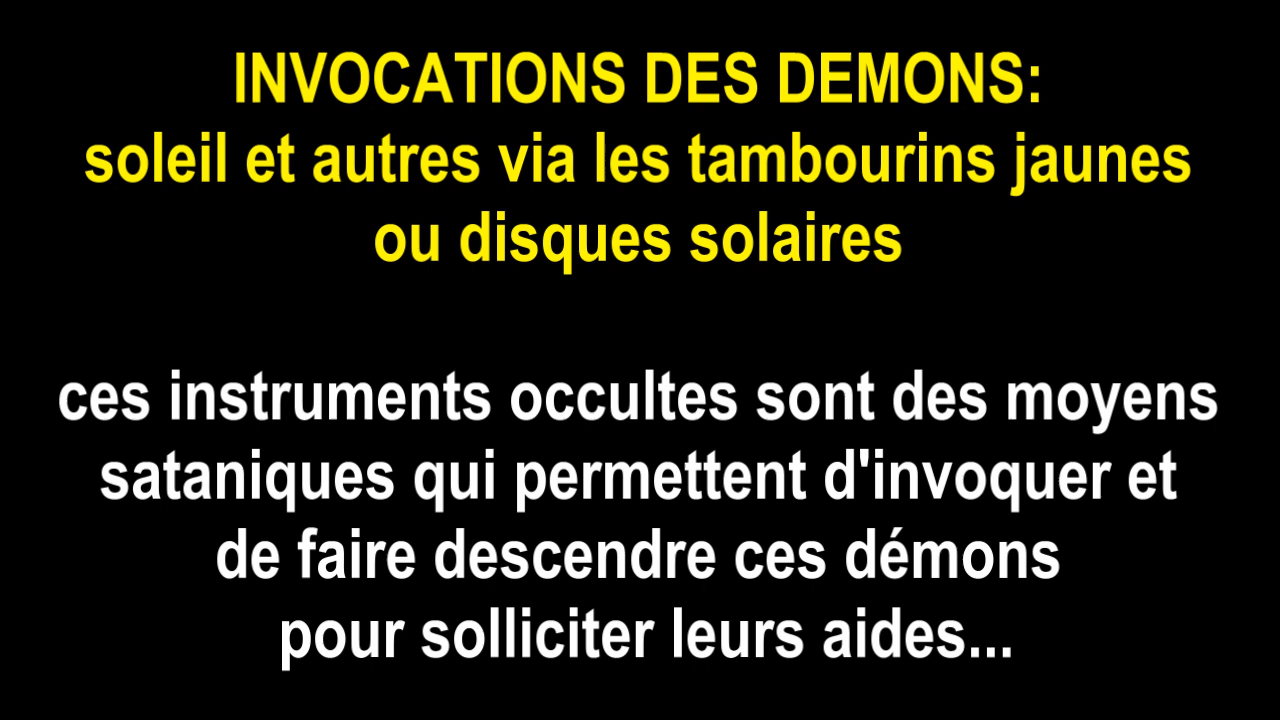 INVOCATIONS DES DEMONS:
soleil et autres via les tambourins jaunes
ou disques solaires
ces instruments occultes sont des moyens
sataniques qui permettent d'invoquer et
de faire descendre ces démons
pour solliciter leurs aides...